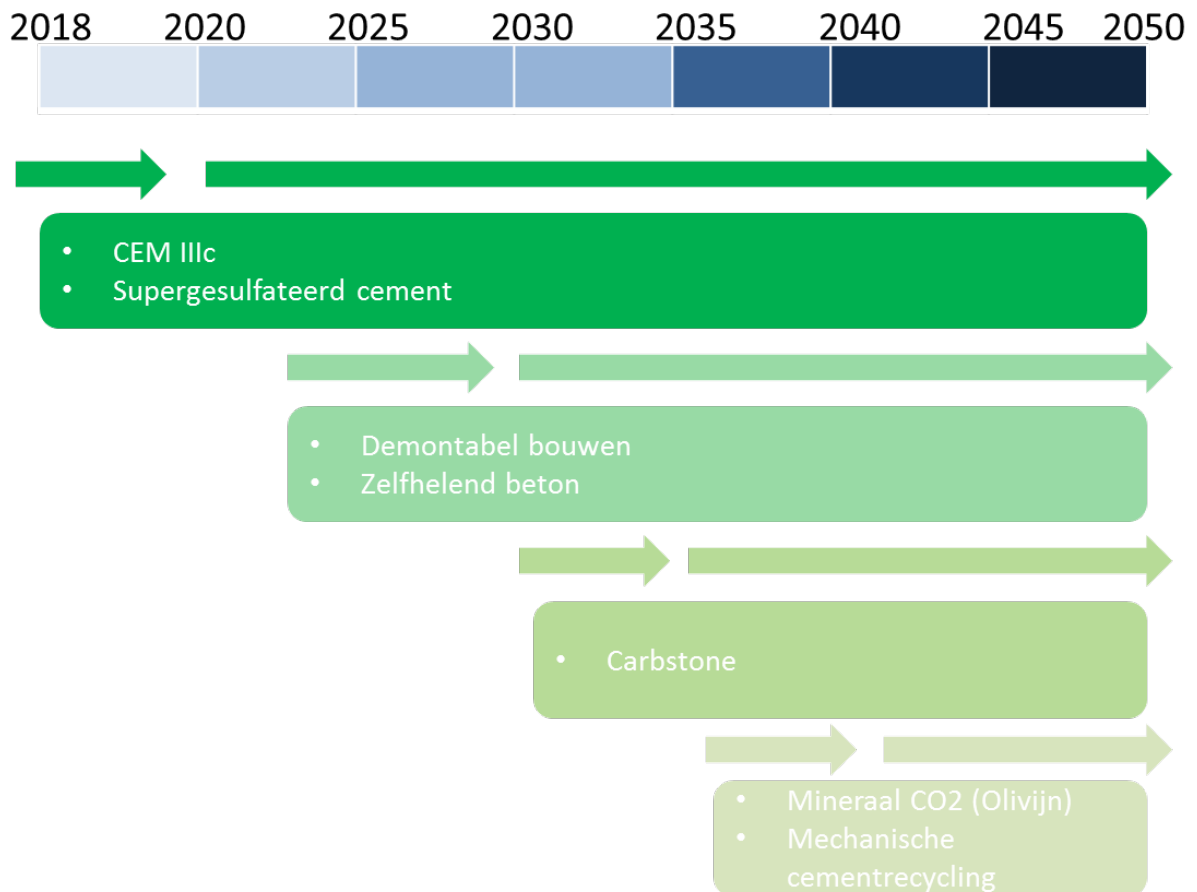 2018 2020 2025 2030 2035 2040 2045 2050
• CEM IIIc
• Supergesulfateerd cement
• Demontabel bouwen
• Zelfhelend beton
• Carbstone
• Mineraal CO2 (Olivijn)
• Mechanische
cementrecycling